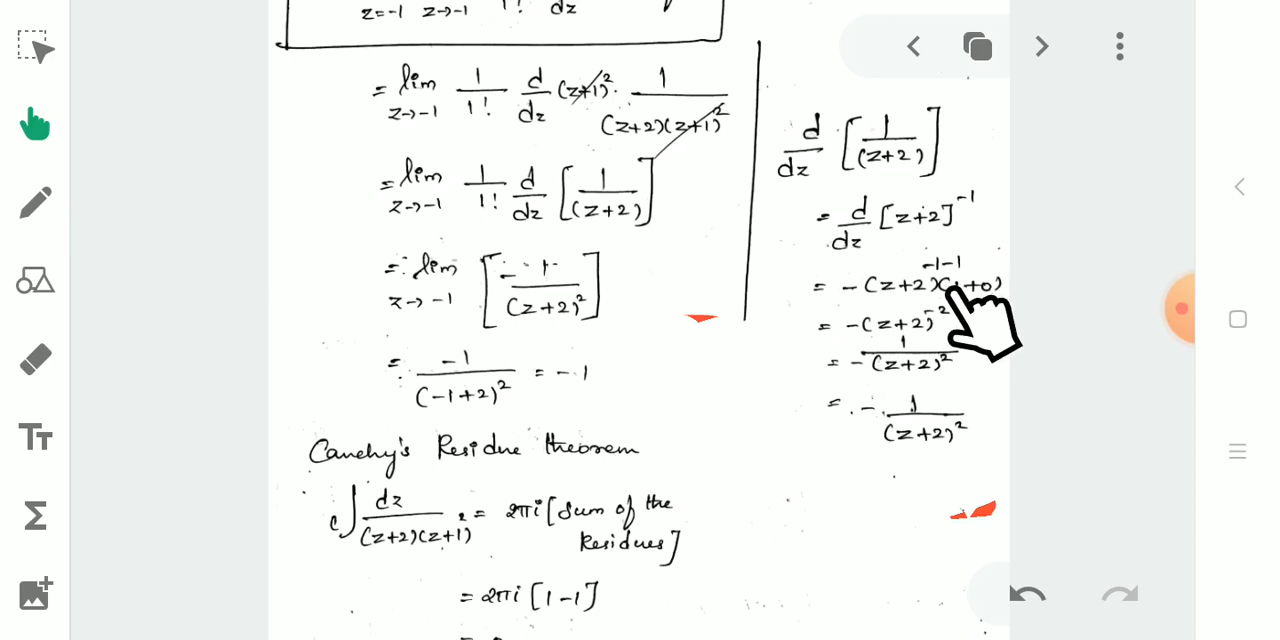 z=-1 z→-1 1! dz
= lim z→-1 1/1! d/dz (z+1)² · 1/((z+2)(z+1)²)
= lim z→-1 1/1! d/dz [1/(z+2)]
= lim z→-1 [-1/(z+2)²]
= -1/(-1+2)² = -1
Cauchy's Residue theorem
c∫ dz/((z+2)(z+1)²) = 2πi [Sum of the
Residues]
= 2πi [1-1]
d/dz [1/(z+2)]
= d/dz [z+2]⁻¹
= -(z+2)⁻¹⁻¹(1+0)
= -(z+2)⁻²
= -1/(z+2)²
= -1/(z+2)²
Tт
Σ